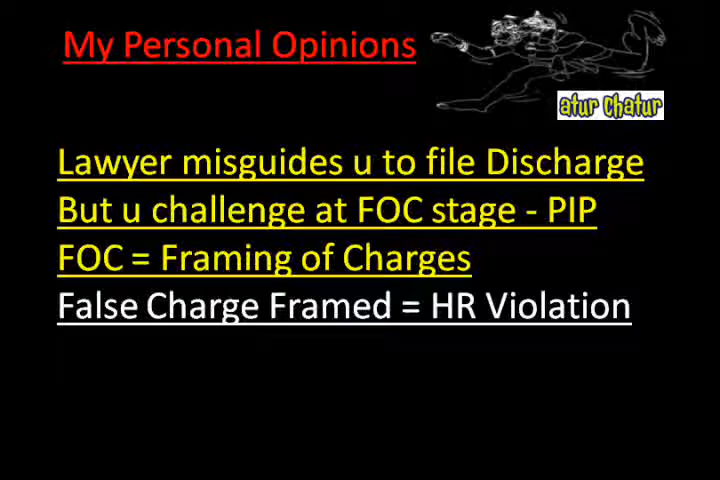 My Personal Opinions
atur chatur
Lawyer misguides u to file Discharge
But u challenge at FOC stage - PIP
FOC = Framing of Charges
False Charge Framed = HR Violation